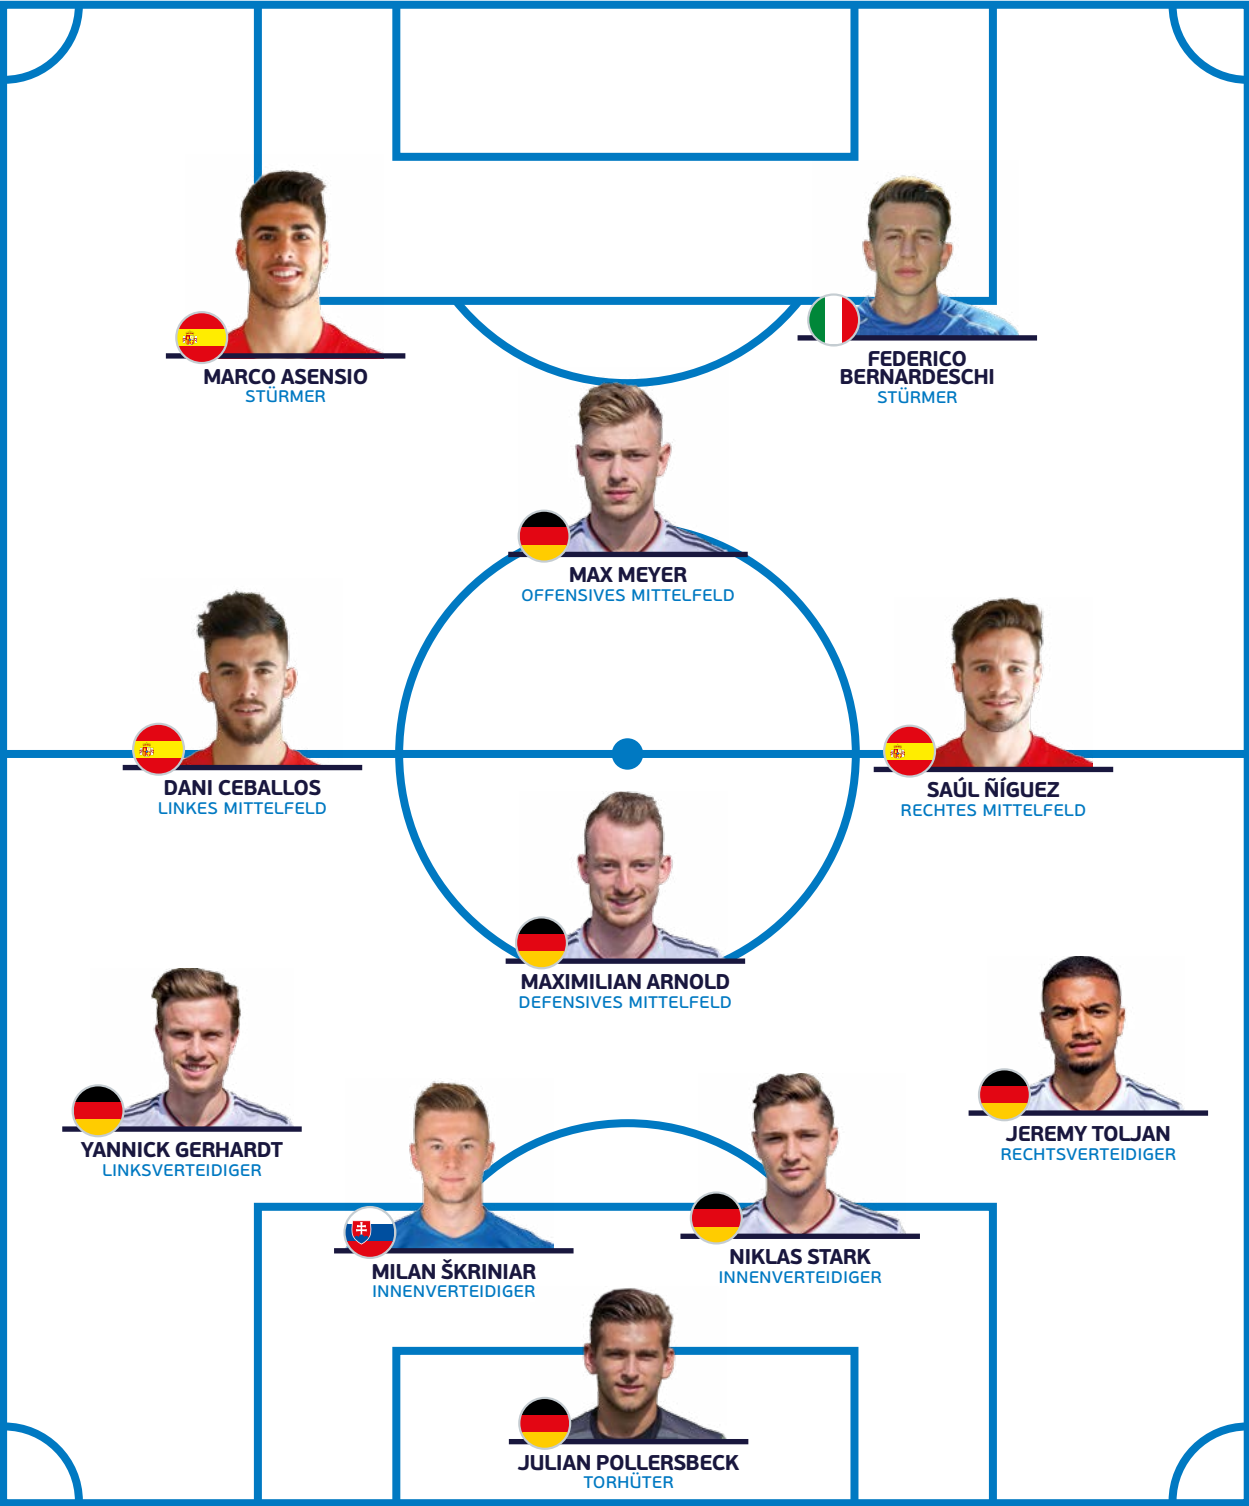 MARCO ASENSIO
STÜRMER
FEDERICO
BERNARDESCHI
STÜRMER
MAX MEYER
OFFENSIVES MITTELFELD
DANI CEBALLOS
LINKES MITTELFELD
SAÚL ÑÍGUEZ
RECHTES MITTELFELD
MAXIMILIAN ARNOLD
DEFENSIVES MITTELFELD
YANNICK GERHARDT
LINKSVERTEIDIGER
JEREMY TOLJAN
RECHTSVERTEIDIGER
MILAN ŠKRINIAR
INNENVERTEIDIGER
NIKLAS STARK
INNENVERTEIDIGER
JULIAN POLLERSBECK
TORHÜTER